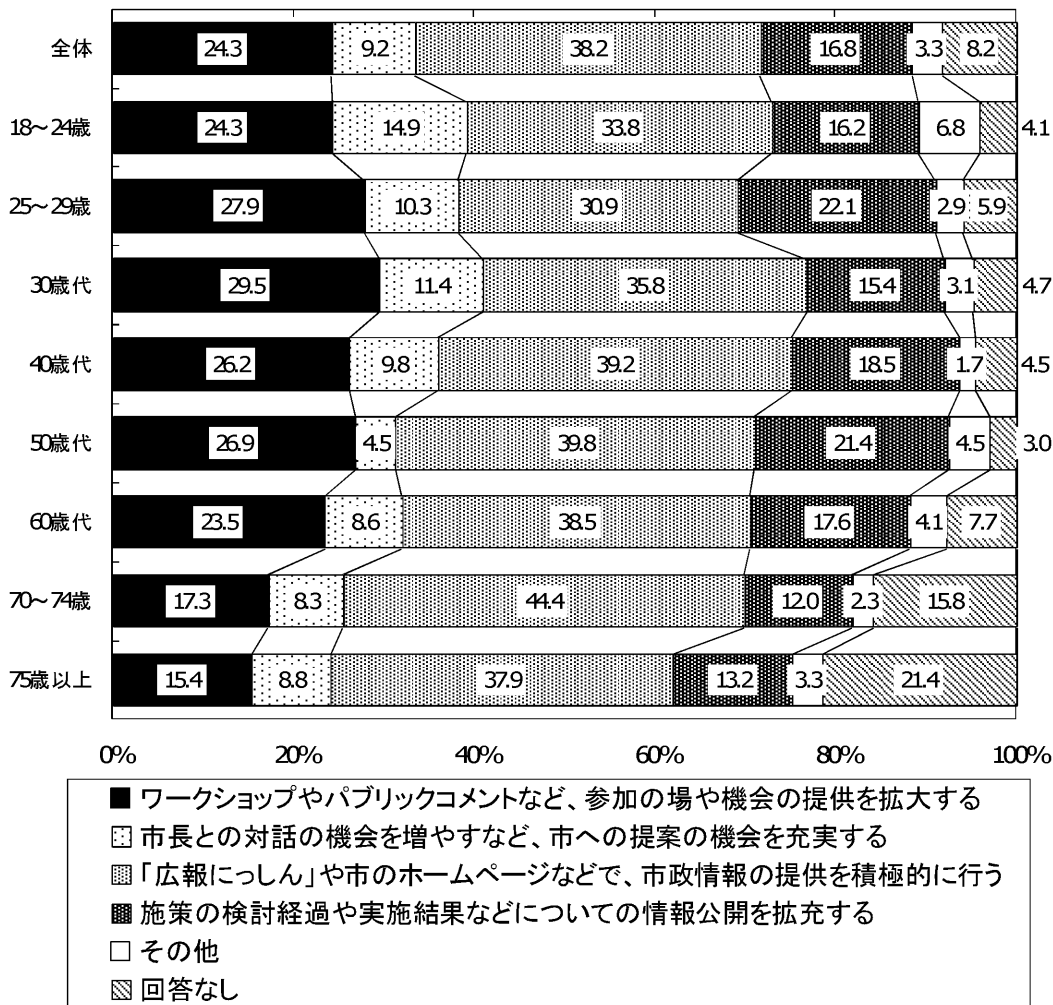 全体 24.3 9.2 38.2 16.8 3.3 8.2
18～24歳 24.3 14.9 33.8 16.2 6.8 4.1
25～29歳 27.9 10.3 30.9 22.1 2.9 5.9
30歳代 29.5 11.4 35.8 15.4 3.1 4.7
40歳代 26.2 9.8 39.2 18.5 1.7 4.5
50歳代 26.9 4.5 39.8 21.4 4.5 3.0
60歳代 23.5 8.6 38.5 17.6 4.1 7.7
70～74歳 17.3 8.3 44.4 12.0 2.3 15.8
75歳以上 15.4 8.8 37.9 13.2 3.3 21.4
0% 20% 40% 60% 80% 100%
ワークショップやパブリックコメントなど、参加の場や機会の提供を拡大する
市長との対話の機会を増やすなど、市への提案の機会を充実する
「広報にっしん」や市のホームページなどで、市政情報の提供を積極的に行う
施策の検討経過や実施結果などについての情報公開を拡充する
その他
回答なし